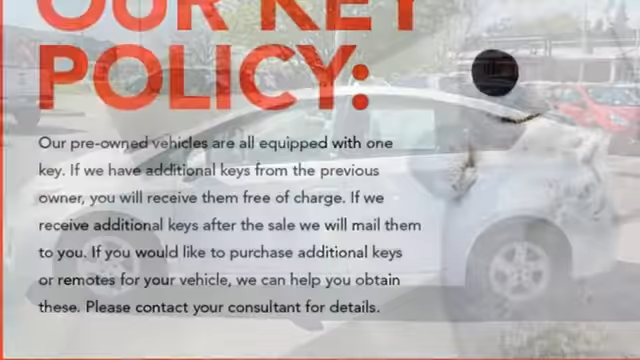 OUR KEY
POLICY:
Our pre-owned vehicles are all equipped with one
key. If we have additional keys from the previous
owner, you will receive them free of charge. If we
receive additional keys after the sale we will mail them
to you. If you would like to purchase additional keys
or remotes for your vehicle, we can help you obtain
these. Please contact your consultant for details.